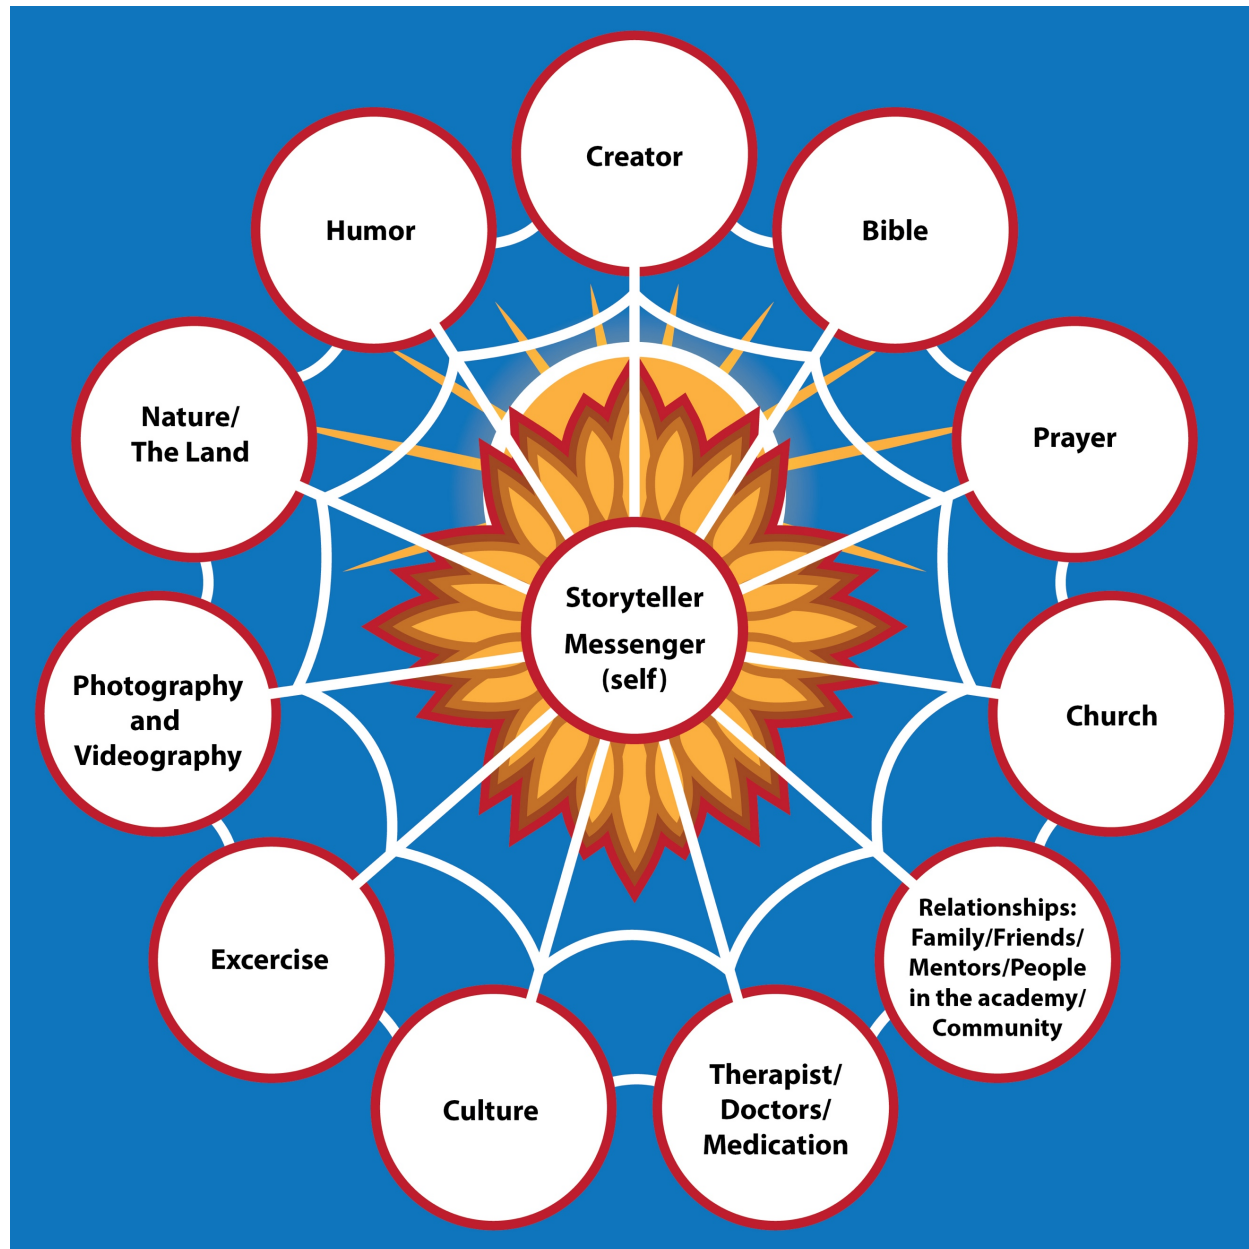 Creator
Bible
Prayer
Church
Relationships:
Family/Friends/
Mentors/People
in the academy/
Community
Therapist/
Doctors/
Medication
Culture
Excercise
Photography
and
Videography
Nature/
The Land
Humor
Storyteller
Messenger
(self)